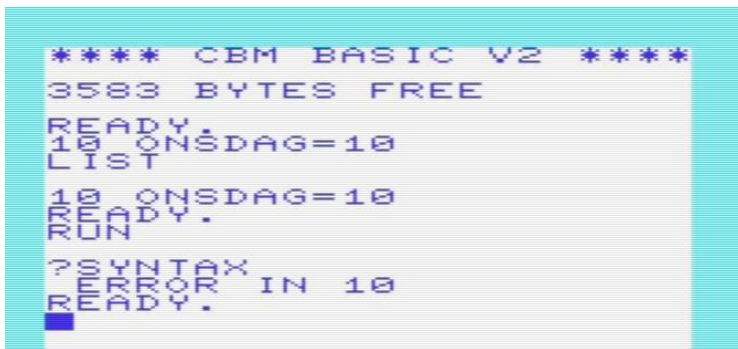 **** CBM BASIC V2 ****
3583 BYTES FREE
READY.
10 ONSDAG=10
LIST
10 ONSDAG=10
READY.
RUN
?SYNTAX
ERROR IN 10
READY.